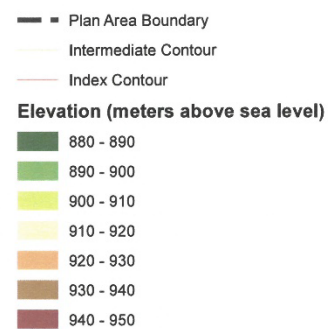 Plan Area Boundary
Intermediate Contour
Index Contour
Elevation (meters above sea level)
880 - 890
890 - 900
900 - 910
910 - 920
920 - 930
930 - 940
940 - 950